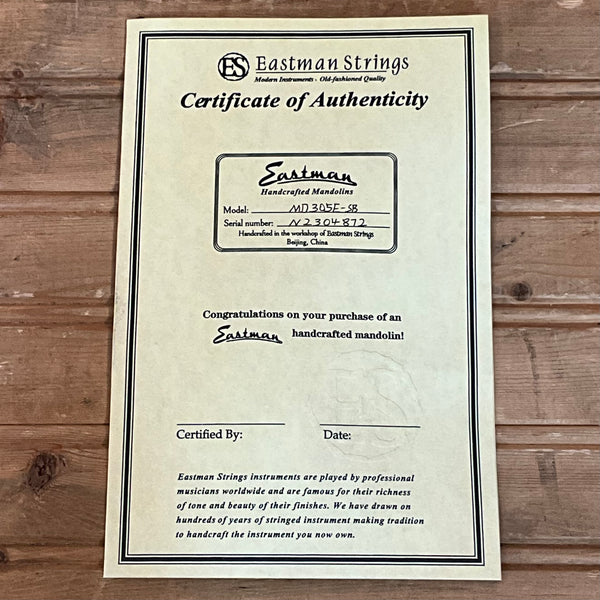 ES Eastman Strings
Modern Instruments · Old-fashioned Quality
Certificate of Authenticity
Eastman
Handcrafted Mandolins
Model: MD305E-SB
Serial number: N2304872
Handcrafted in the workshop of Eastman Strings
Beijing, China
Congratulations on your purchase of an
Eastman handcrafted mandolin!
ES
Certified By: Date:
Eastman Strings instruments are played by professional
musicians worldwide and are famous for their richness
of tone and beauty of their finishes. We have drawn on
hundreds of years of stringed instrument making tradition
to handcraft the instrument you now own.